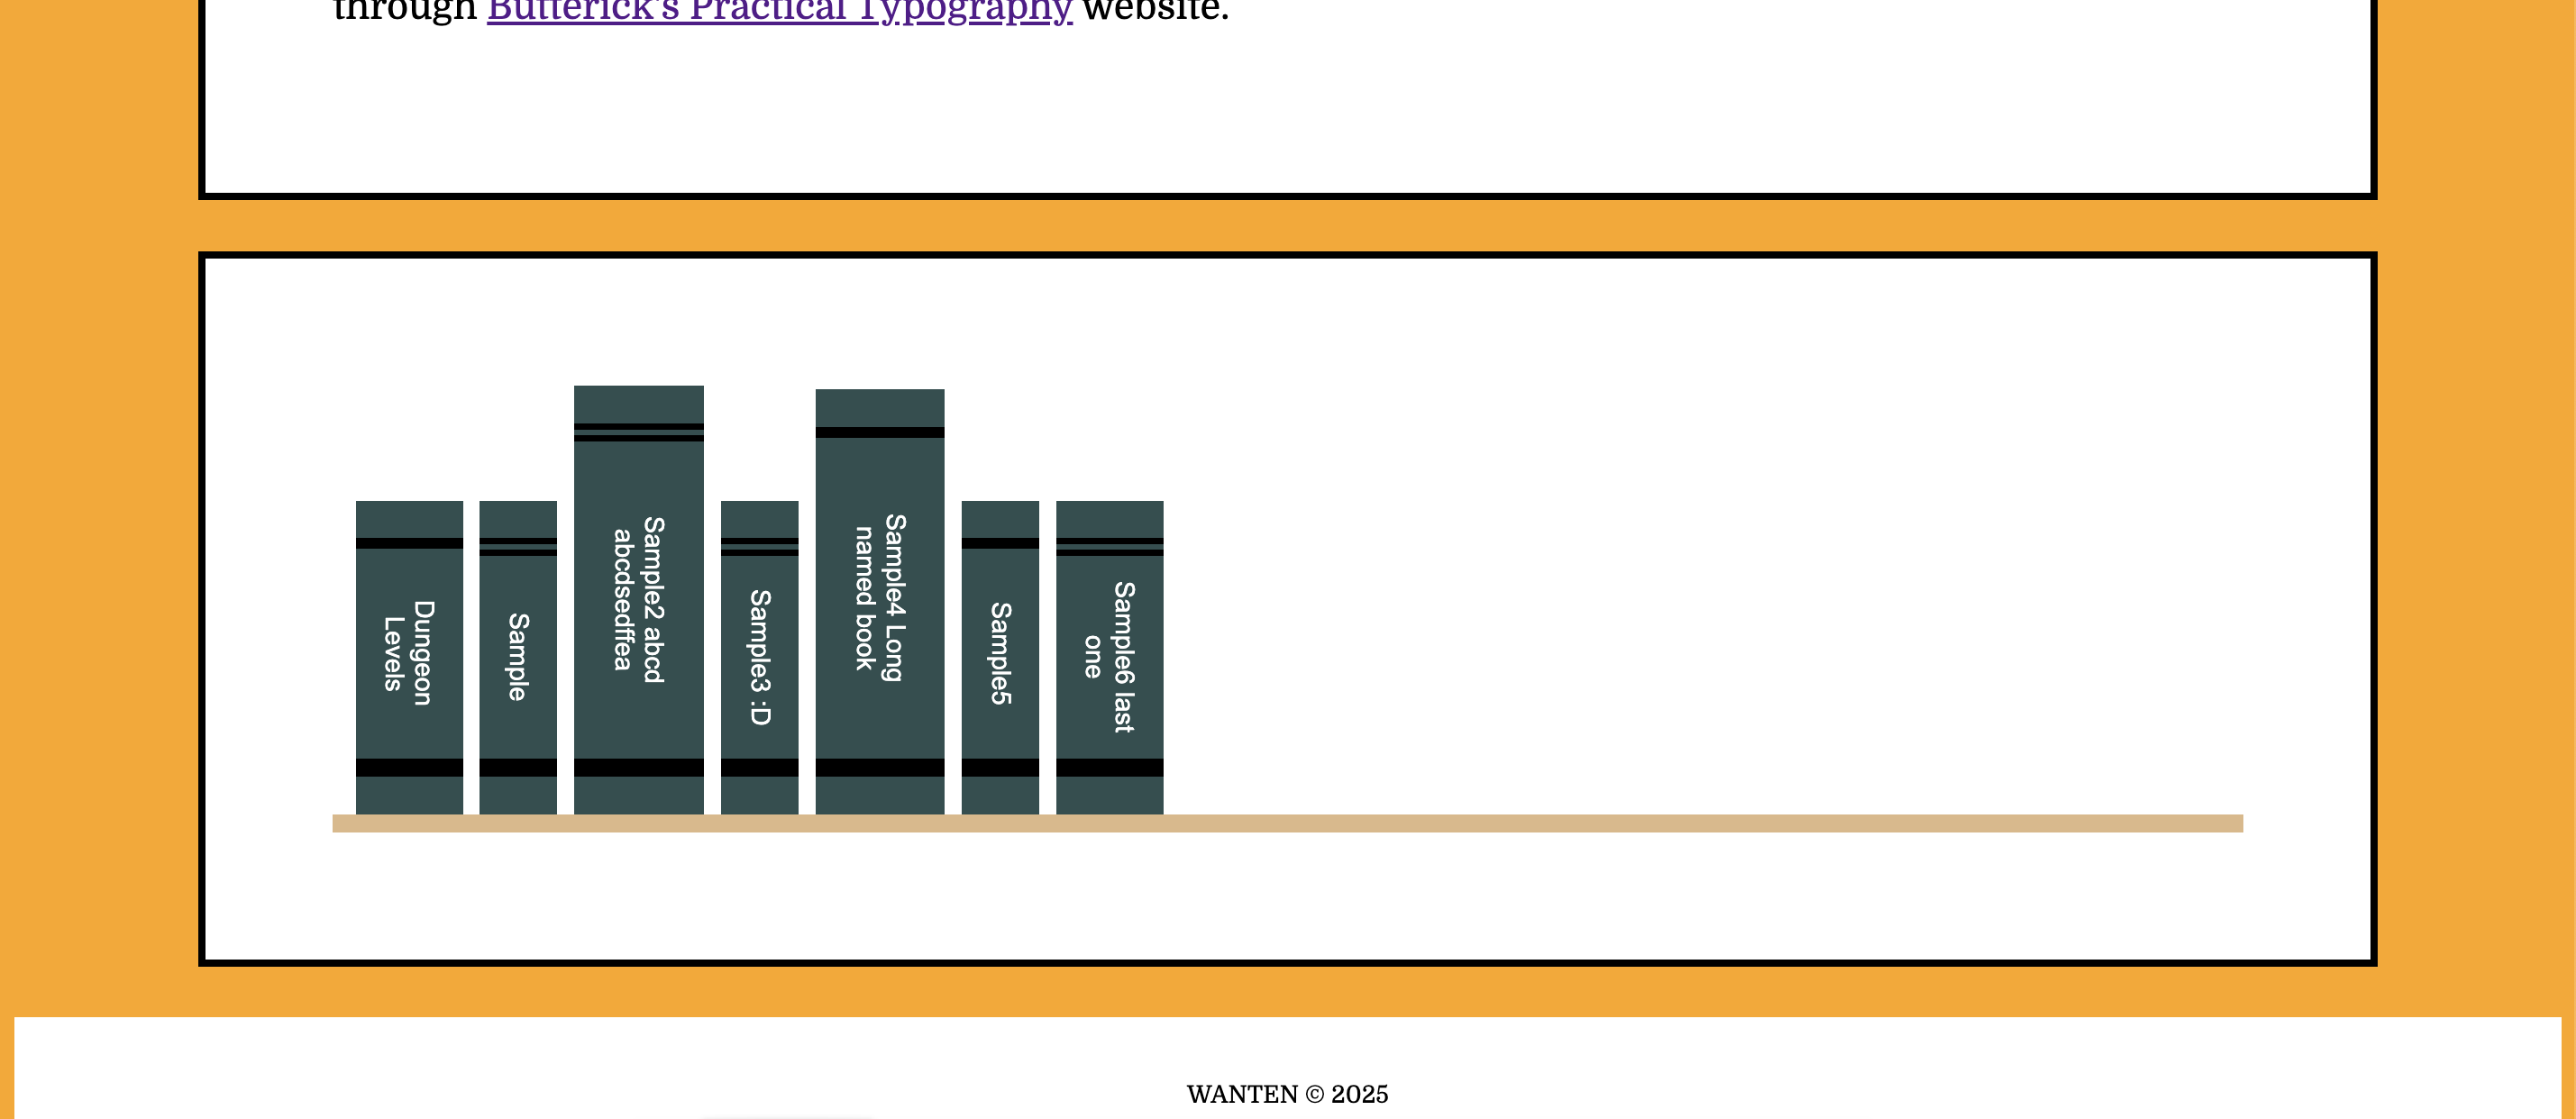 through Butterick's Practical Typography website.
Dungeon
Levels
Sample
Sample2 abcd
abcdsedffea
Sample3 :D
Sample4 Long
named book
Sample5
Sample6 last
one
WANTEN © 2025